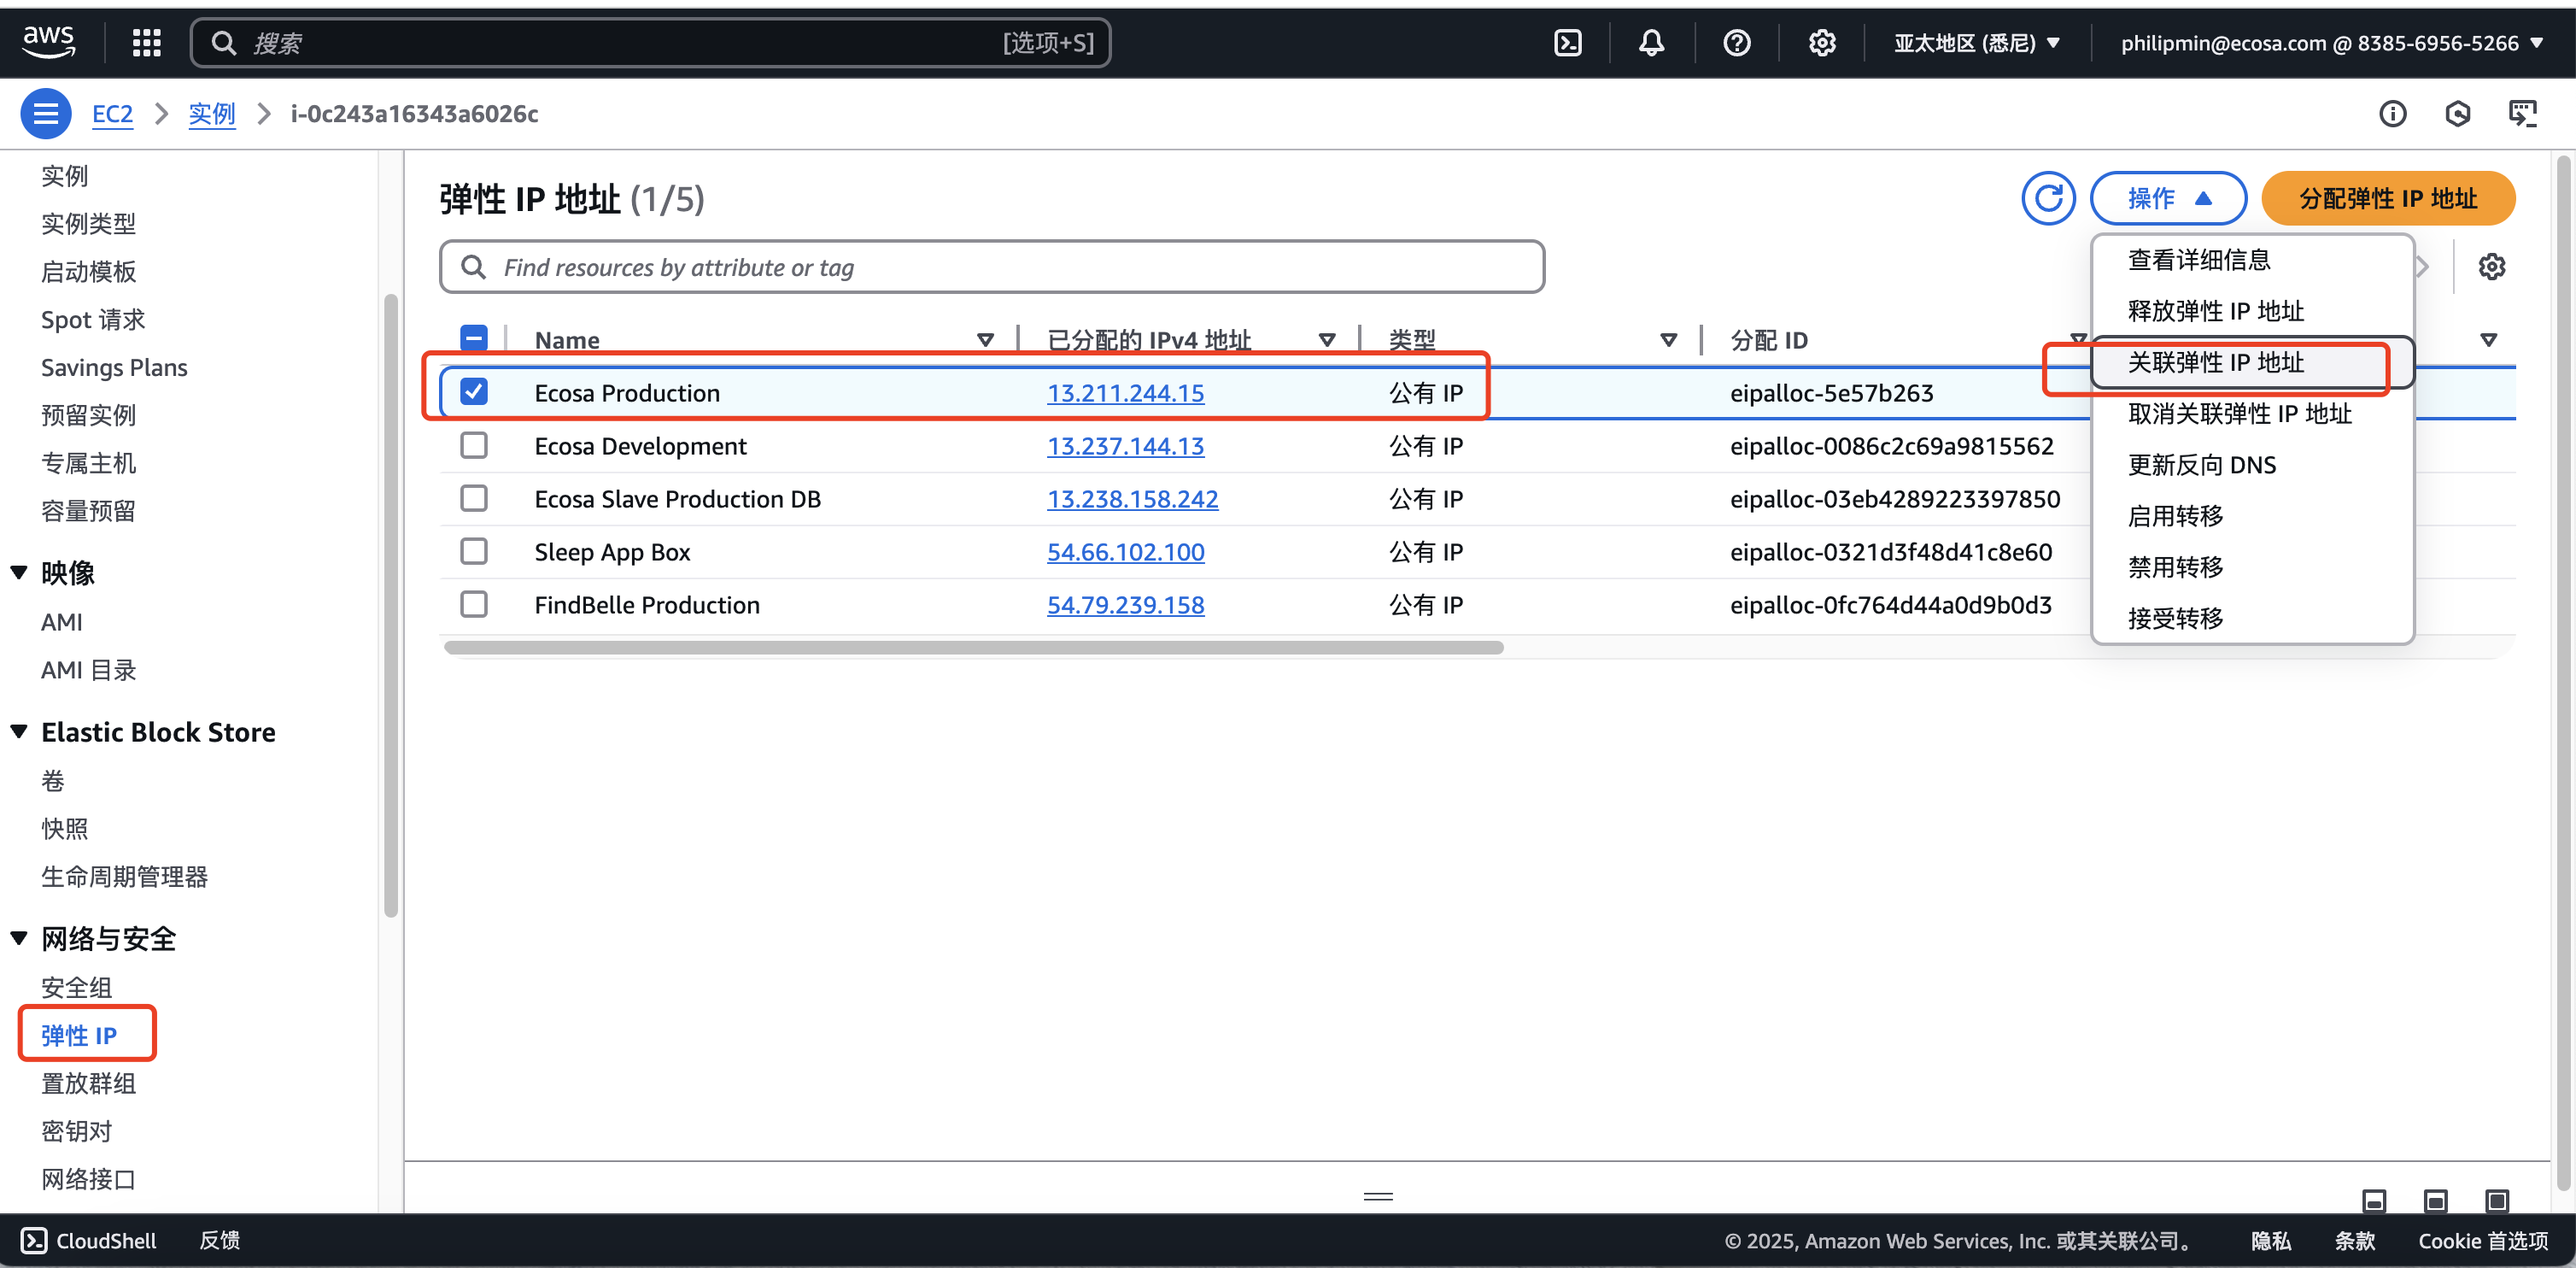 aws
搜索 [选项+S] 亚太地区 (悉尼) philipmin@ecosa.com @ 8385-6956-5266
EC2 实例 i-0c243a16343a6026c
实例
实例类型
启动模板
Spot 请求
Savings Plans
预留实例
专属主机
容量预留
映像
AMI
AMI 目录
Elastic Block Store
卷
快照
生命周期管理器
网络与安全
安全组
弹性 IP
置放群组
密钥对
网络接口
弹性 IP 地址 (1/5)
操作
分配弹性 IP 地址
Find resources by attribute or tag
Name 已分配的 IPv4 地址 类型 分配 ID
Ecosa Production 13.211.244.15 公有 IP eipalloc-5e57b263
Ecosa Development 13.237.144.13 公有 IP eipalloc-0086c2c69a9815562
Ecosa Slave Production DB 13.238.158.242 公有 IP eipalloc-03eb4289223397850
Sleep App Box 54.66.102.100 公有 IP eipalloc-0321d3f48d41c8e60
FindBelle Production 54.79.239.158 公有 IP eipalloc-0fc764d44a0d9b0d3
查看详细信息
释放弹性 IP 地址
关联弹性 IP 地址
取消关联弹性 IP 地址
更新反向 DNS
启用转移
禁用转移
接受转移
CloudShell 反馈 © 2025, Amazon Web Services, Inc. 或其关联公司。 隐私 条款 Cookie 首选项